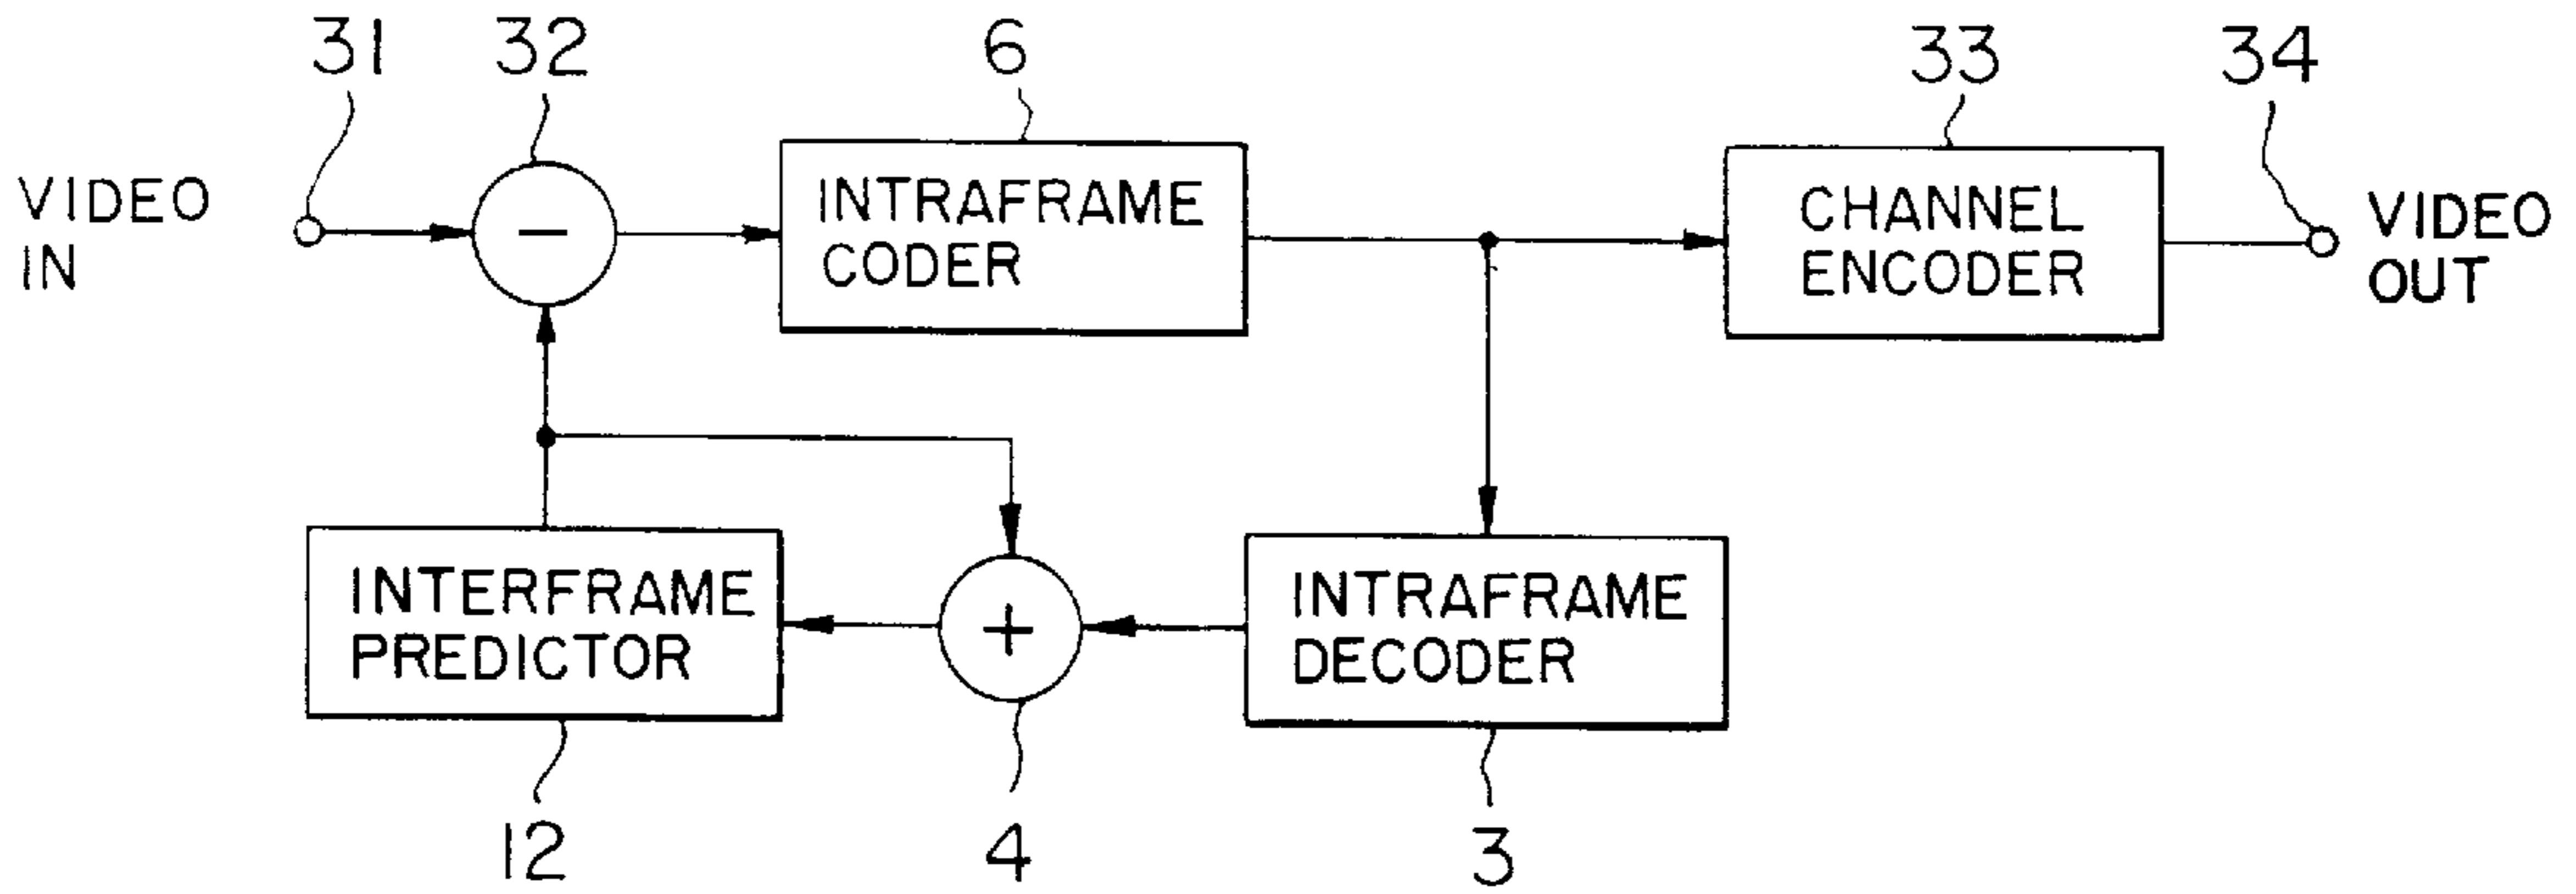 31
32
6
33
34
VIDEO
IN
−
INTRAFRAME
CODER
CHANNEL
ENCODER
VIDEO
OUT
INTERFRAME
PREDICTOR
+
INTRAFRAME
DECODER
12
4
3